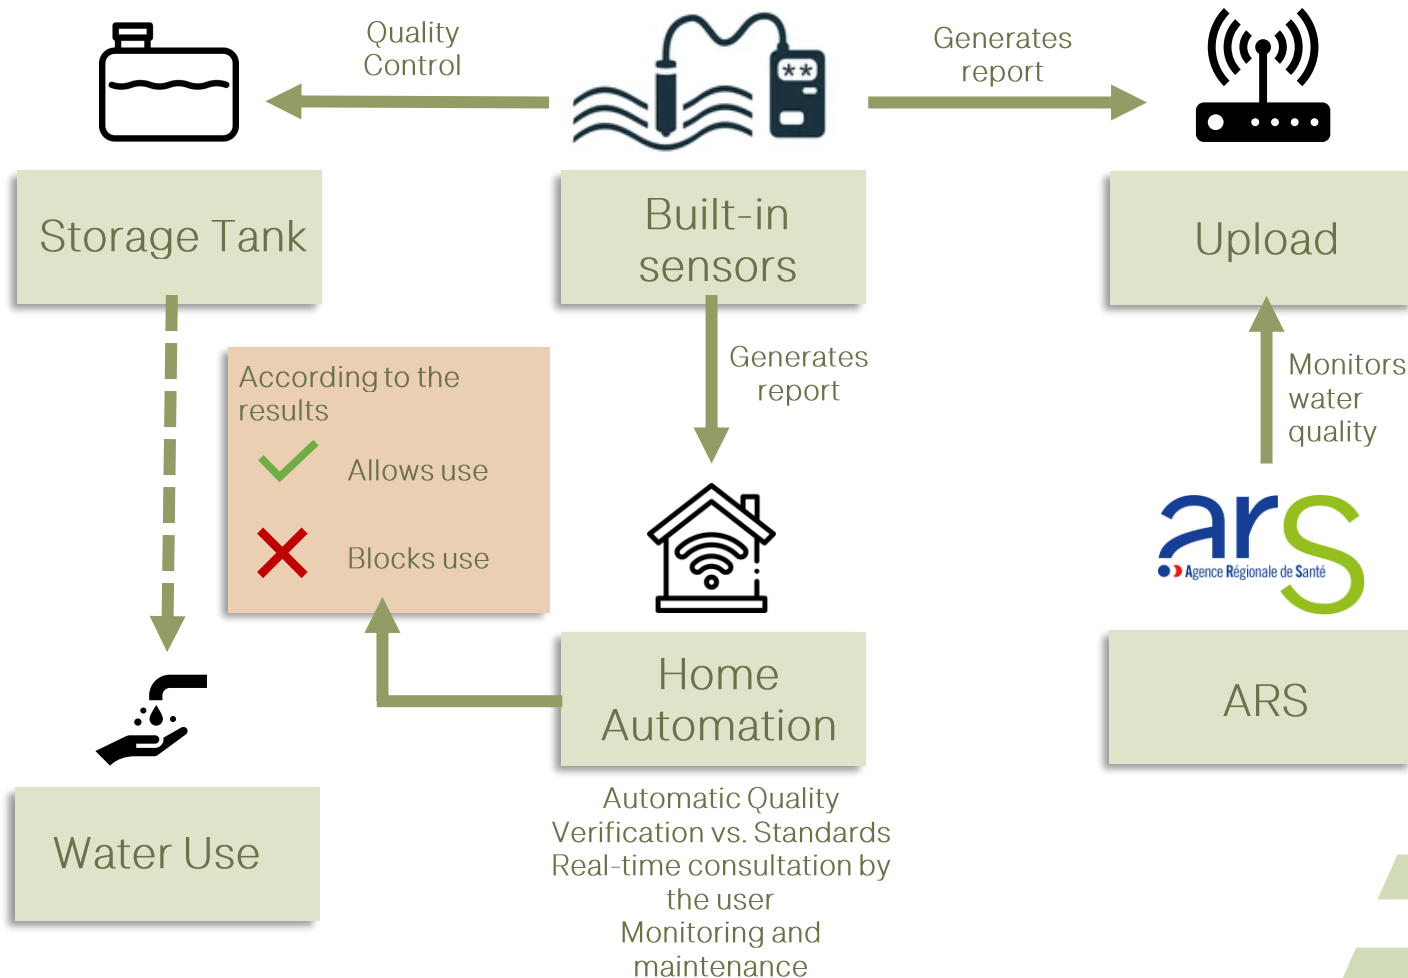 Quality
Control
Generates
report
**
Storage Tank
Built-in
sensors
Upload
According to the
results
Allows use
Blocks use
Generates
report
Monitors
water
quality
ars
Agence Régionale de Santé
Home
Automation
ARS
Water Use
Automatic Quality
Verification vs. Standards
Real-time consultation by
the user
Monitoring and
maintenance